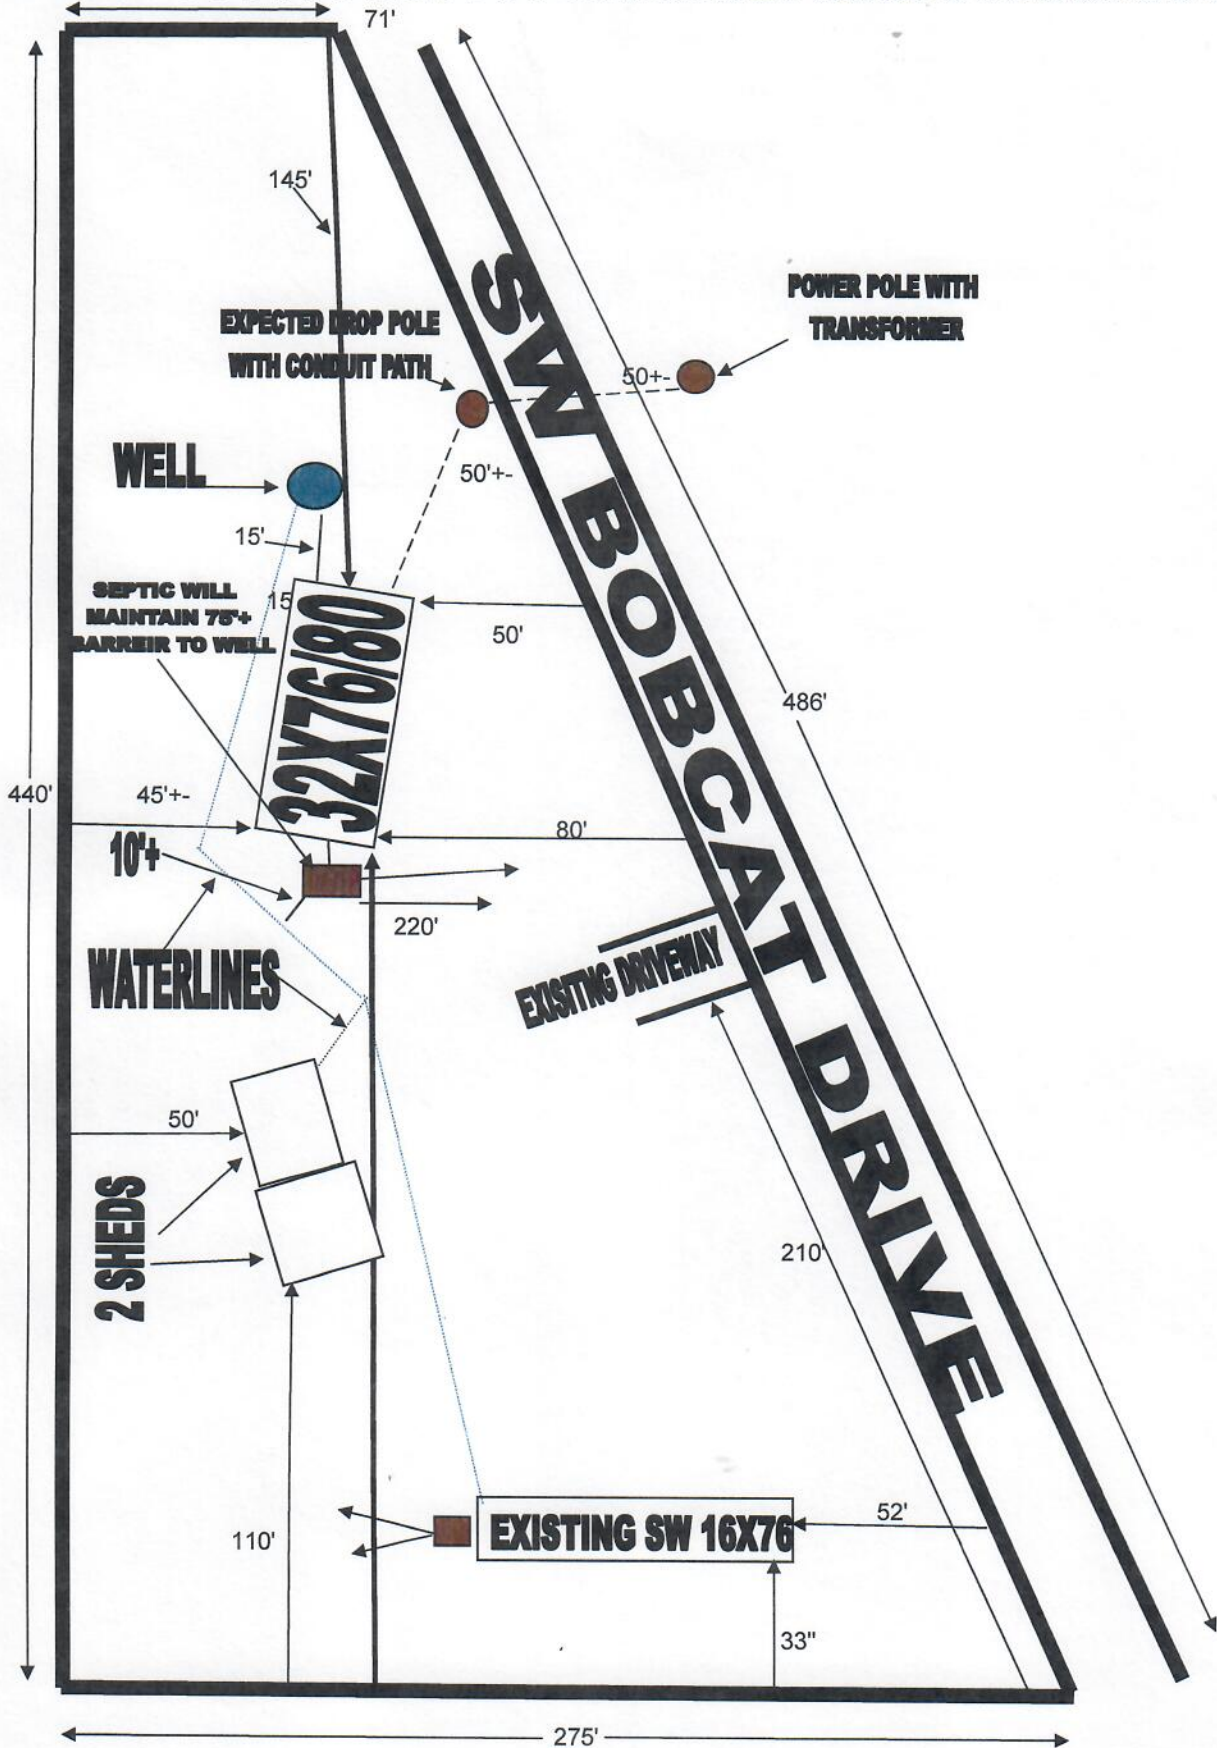 71'
145'
POWER POLE WITH
TRANSFORMER
EXPECTED DROP POLE
WITH CONDUIT PATH
50+-
SW BOBCAT DRIVE
WELL
50'+-
15'
SEPTIC WILL
MAINTAIN 75'+
BARREIR TO WELL
15
32X76/80
50'
486'
440'
45'+-
80'
10'+
220'
WATERLINES
EXISITNG DRIVEWAY
50'
2 SHEDS
210'
110'
EXISTING SW 16X76
52'
33"
275'